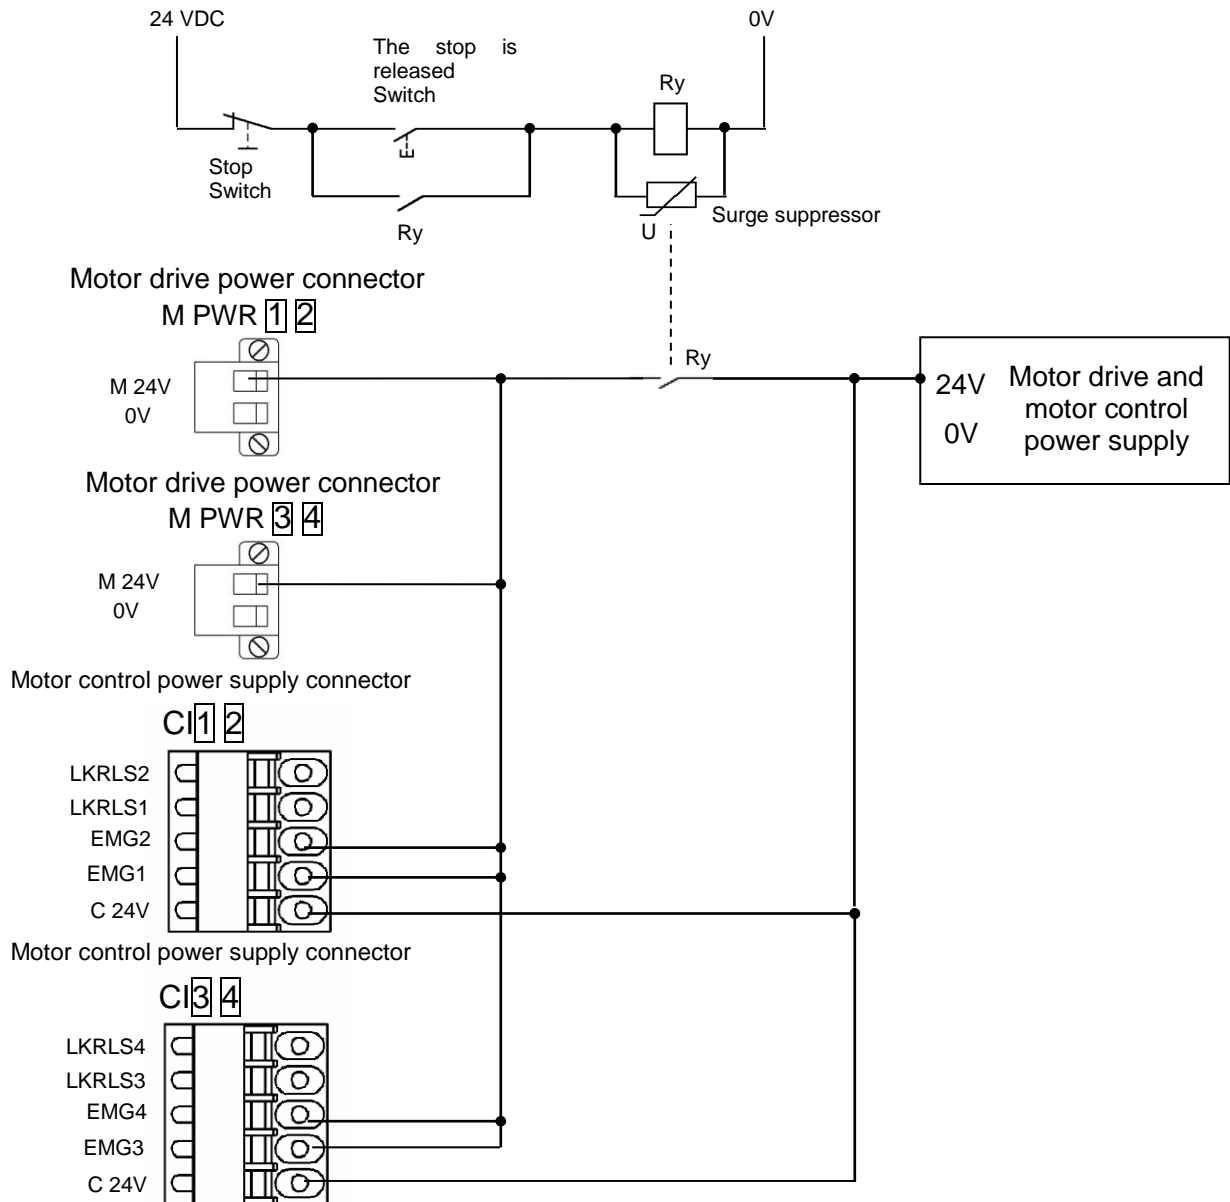 24 VDC
0V
The stop is
released
Switch
Ry
Stop
Switch
Ry
U
Surge suppressor
Motor drive power connector
M PWR 1 2
M 24V
0V
Ry
24V
0V
Motor drive and
motor control
power supply
Motor drive power connector
M PWR 3 4
M 24V
0V
Motor control power supply connector
CI 1 2
LKRLS2
LKRLS1
EMG2
EMG1
C 24V
Motor control power supply connector
CI 3 4
LKRLS4
LKRLS3
EMG4
EMG3
C 24V